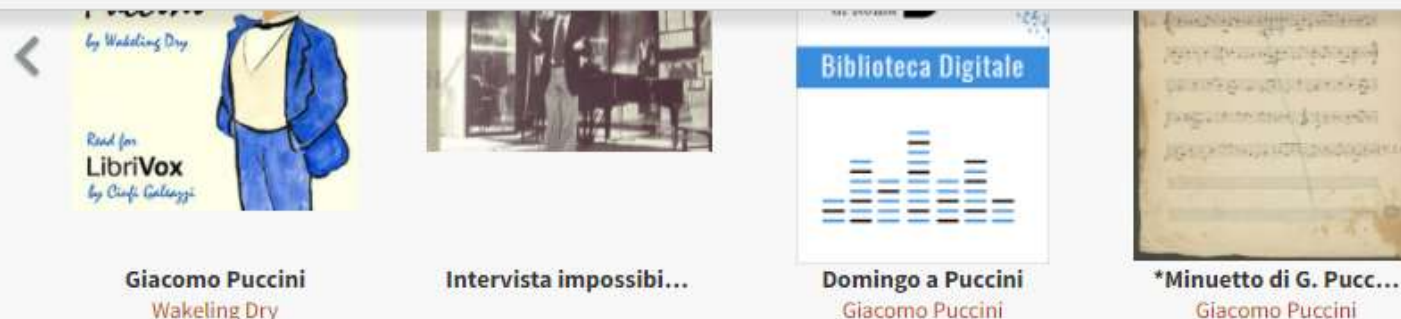 by Wakeling Dry
Read for
LibriVox
by Ciufi Galeazzi
Biblioteca Digitale
Giacomo Puccini
Wakeling Dry
Intervista impossibi...
Domingo a Puccini
Giacomo Puccini
*Minuetto di G. Pucc...
Giacomo Puccini